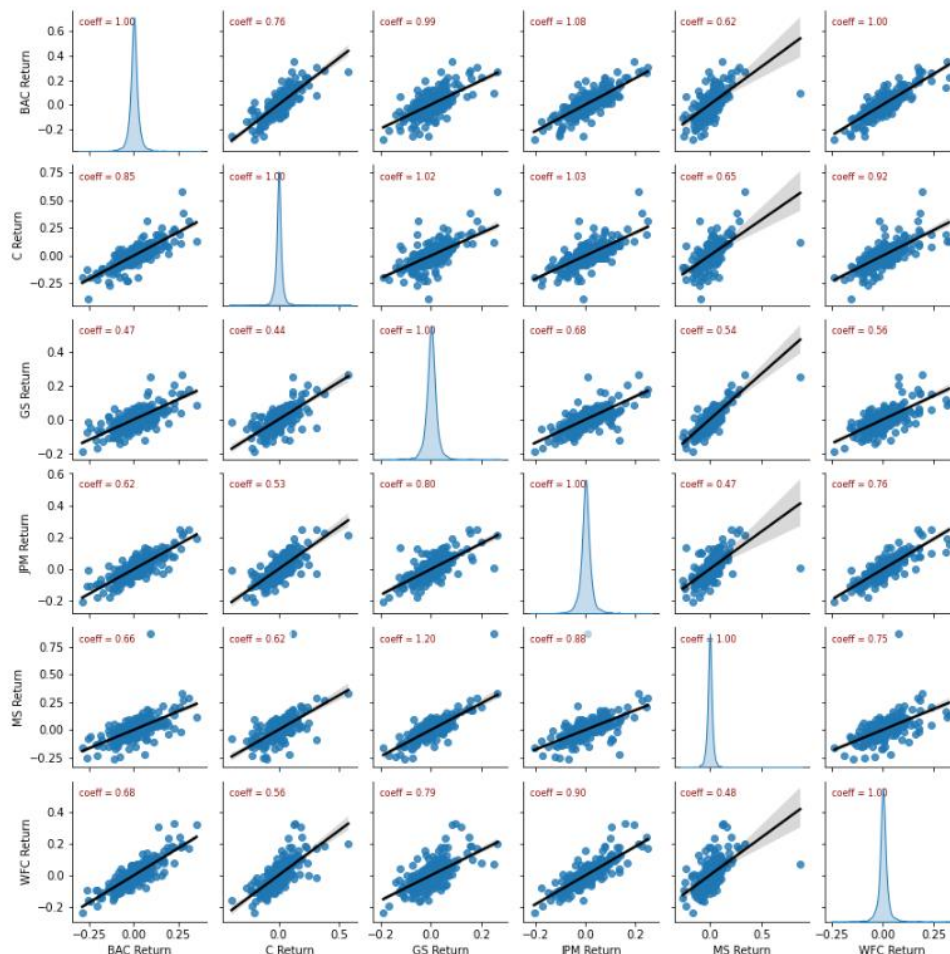 coeff = 1.00 coeff = 0.76 coeff = 0.99 coeff = 1.08 coeff = 0.62 coeff = 1.00
0.6
0.4
0.2
0.0
−0.2
BAC Return
coeff = 0.85 coeff = 1.00 coeff = 1.02 coeff = 1.03 coeff = 0.65 coeff = 0.92
0.75
0.50
0.25
0.00
−0.25
C Return
coeff = 0.47 coeff = 0.44 coeff = 1.00 coeff = 0.68 coeff = 0.54 coeff = 0.56
0.4
0.2
0.0
−0.2
GS Return
coeff = 0.62 coeff = 0.53 coeff = 0.80 coeff = 1.00 coeff = 0.47 coeff = 0.76
0.6
0.4
0.2
0.0
−0.2
JPM Return
coeff = 0.66 coeff = 0.62 coeff = 1.20 coeff = 0.88 coeff = 1.00 coeff = 0.75
0.75
0.50
0.25
0.00
−0.25
MS Return
coeff = 0.68 coeff = 0.56 coeff = 0.79 coeff = 0.90 coeff = 0.48 coeff = 1.00
0.4
0.2
0.0
−0.2
WFC Return
−0.25 0.00 0.25 0.0 0.5 0.0 0.2 −0.2 0.0 0.2 0.0 0.5 −0.25 0.00 0.25
BAC Return C Return GS Return JPM Return MS Return WFC Return